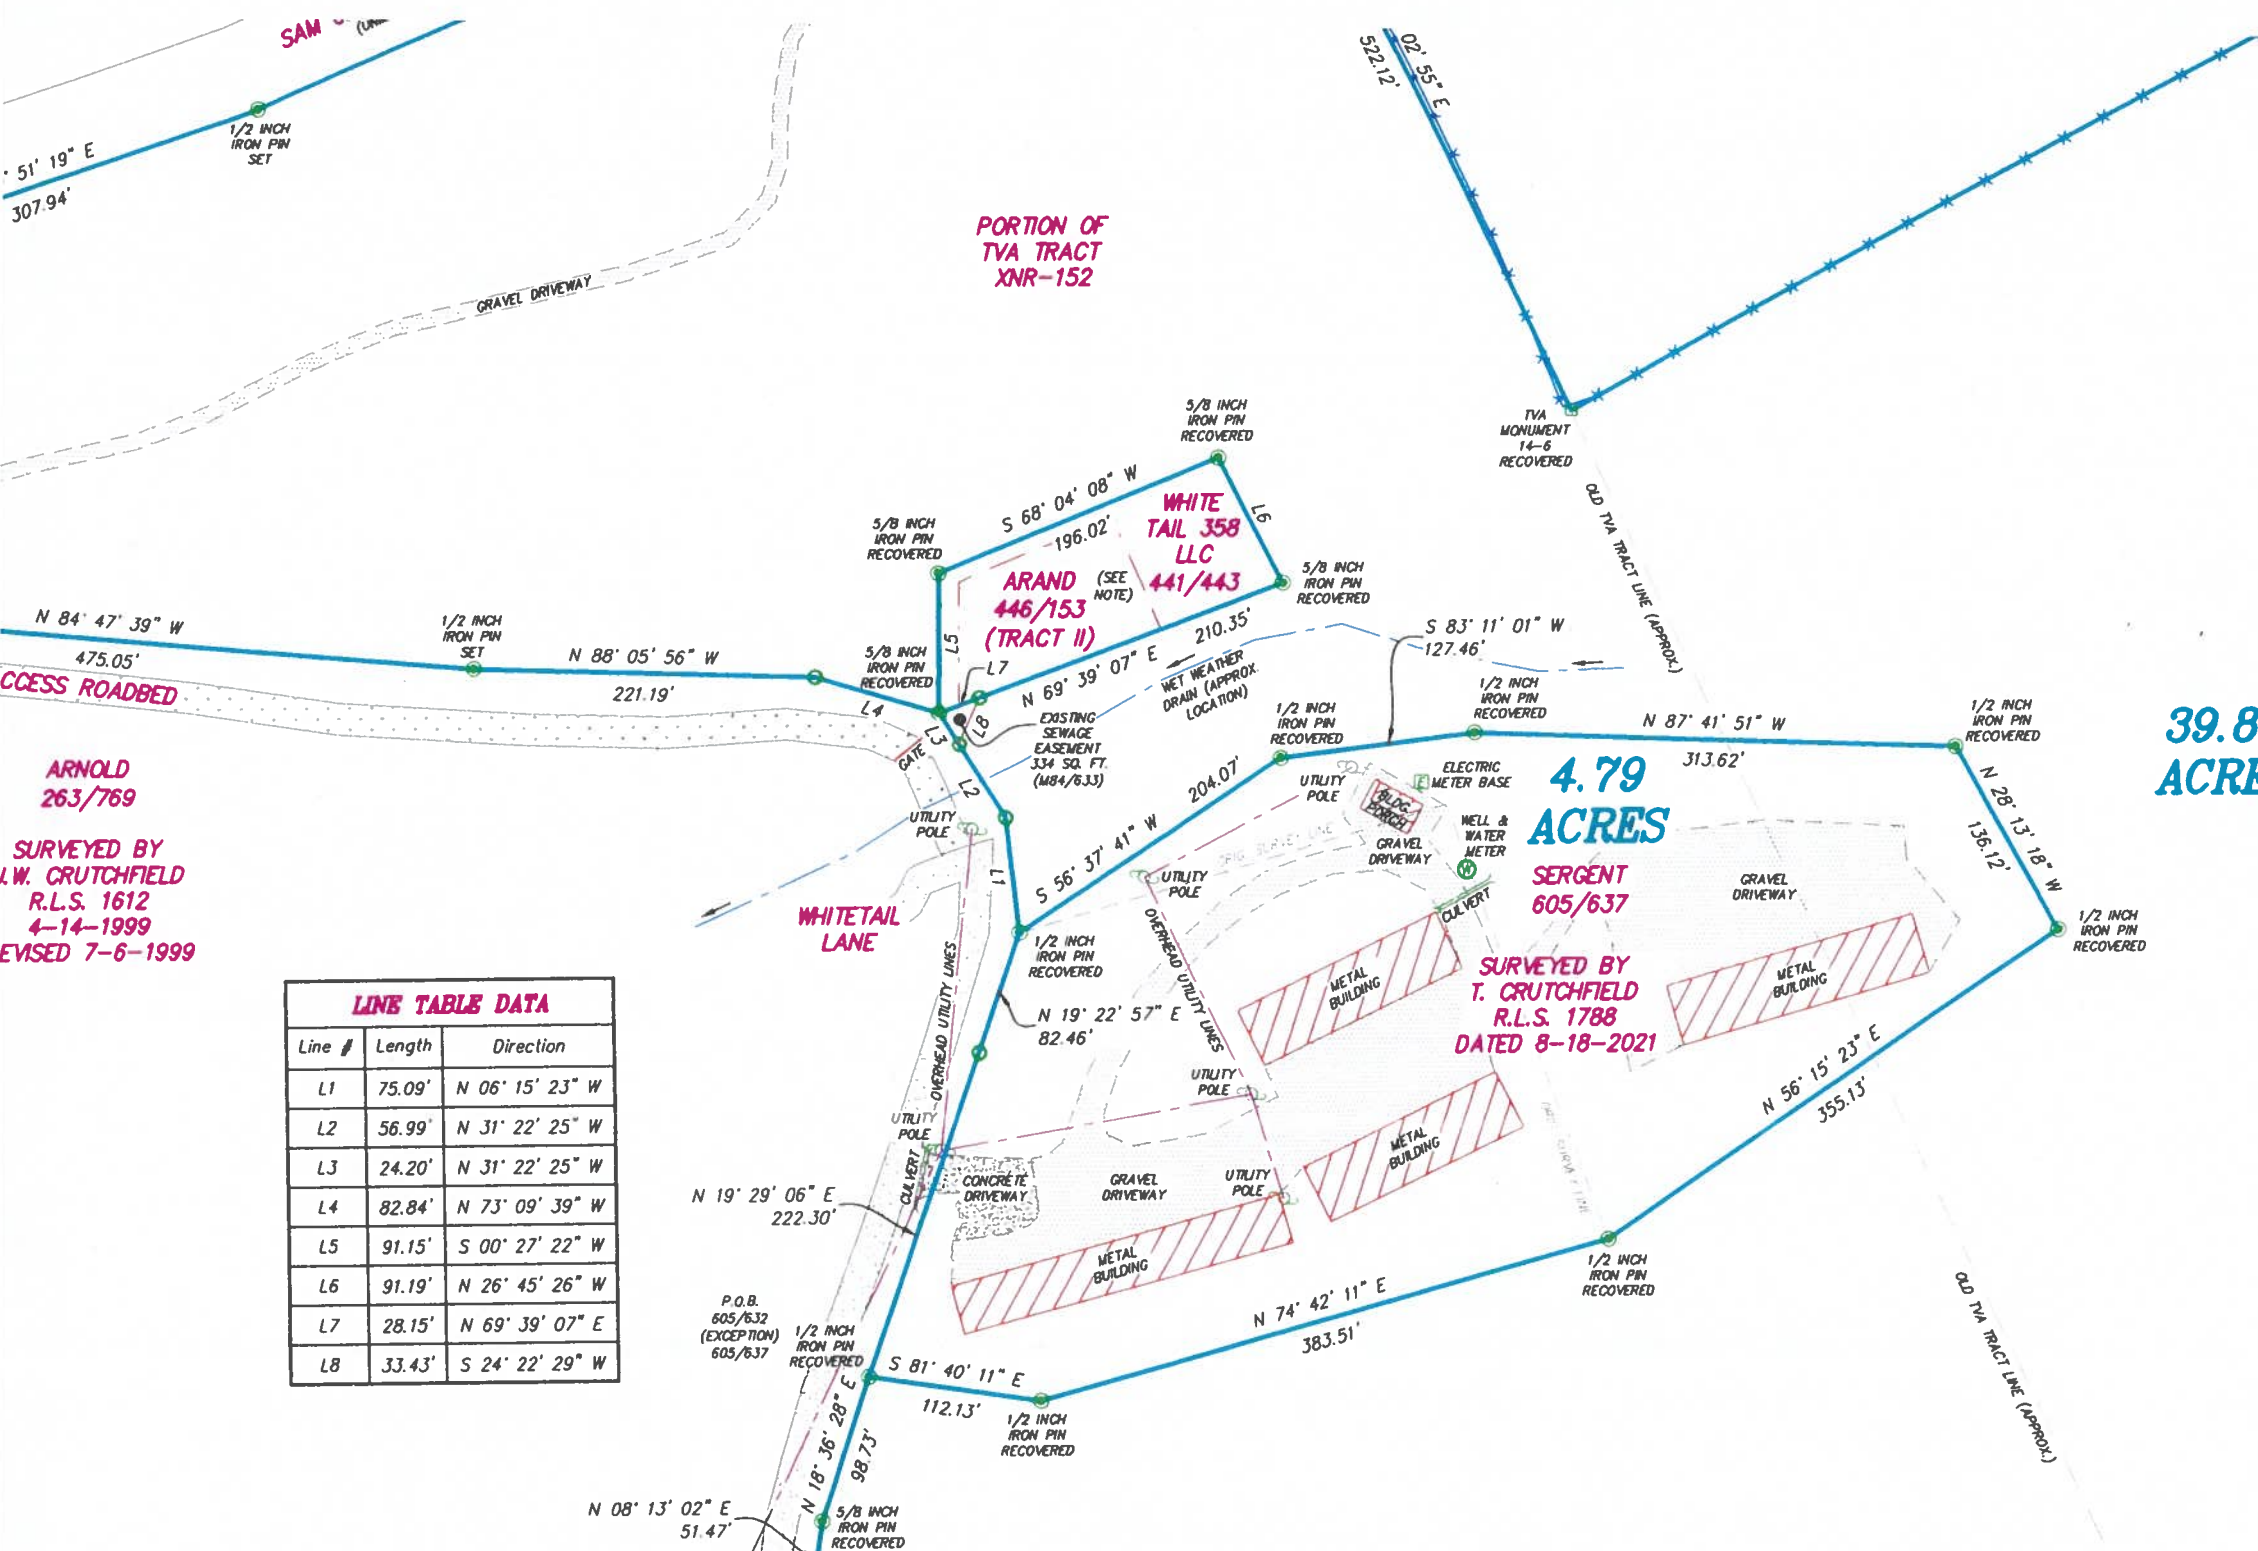 SAM
51' 19" E
307.94'
1/2 INCH
IRON PIN
SET
GRAVEL DRIVEWAY
PORTION OF
TVA TRACT
XNR-152
02' 55" E
522.12'
TVA
MONUMENT
14-6
RECOVERED
OLD TVA TRACT LINE (APPROX.)
5/8 INCH
IRON PIN
RECOVERED
S 68° 04' 08" W
196.02'
5/8 INCH
IRON PIN
RECOVERED
WHITE
TAIL 358
LLC
441/443
L6
ARAND
446/153
(TRACT II)
(SEE
NOTE)
5/8 INCH
IRON PIN
RECOVERED
L5
L7
N 69° 39' 07" E
210.35'
WET WEATHER
DRAIN (APPROX.
LOCATION)
S 83° 11' 01" W
127.46'
N 84° 47' 39" W
475.05'
CCESS ROADBED
1/2 INCH
IRON PIN
SET
N 88° 05' 56" W
221.19'
5/8 INCH
IRON PIN
RECOVERED
L4
L3
L8
GATE
L2
EXISTING
SEWAGE
EASEMENT
334 SQ. FT.
(M84/633)
1/2 INCH
IRON PIN
RECOVERED
1/2 INCH
IRON PIN
RECOVERED
N 87° 41' 51" W
313.62'
1/2 INCH
IRON PIN
RECOVERED
39.8
ACRE
ARNOLD
263/769
SURVEYED BY
.W. CRUTCHFIELD
R.L.S. 1612
4-14-1999
EVISED 7-6-1999
UTILITY
POLE
L1
WHITETAIL
LANE
S 56° 37' 41" W
204.07'
UTILITY
POLE
BLDG.
PORCH
ELECTRIC
METER BASE
4.79
ACRES
WELL &
WATER
METER
GRAVEL
DRIVEWAY
ORIG. SURVEY LINE
UTILITY
POLE
CULVERT
SERGENT
605/637
GRAVEL
DRIVEWAY
N 28° 13' 18" W
136.12'
1/2 INCH
IRON PIN
RECOVERED
1/2 INCH
IRON PIN
RECOVERED
OVERHEAD UTILITY LINES
OVERHEAD UTILITY LINES
METAL
BUILDING
SURVEYED BY
T. CRUTCHFIELD
R.L.S. 1788
DATED 8-18-2021
METAL
BUILDING
N 19° 22' 57" E
82.46'
N 56° 15' 23" E
355.13'
LINE TABLE DATA
Line # Length Direction
L1 75.09' N 06° 15' 23" W
L2 56.99' N 31° 22' 25" W
L3 24.20' N 31° 22' 25" W
L4 82.84' N 73° 09' 39" W
L5 91.15' S 00° 27' 22" W
L6 91.19' N 26° 45' 26" W
L7 28.15' N 69° 39' 07" E
L8 33.43' S 24° 22' 29" W
UTILITY
POLE
UTILITY
POLE
METAL
BUILDING
CULVERT
CONCRETE
DRIVEWAY
GRAVEL
DRIVEWAY
UTILITY
POLE
N 19° 29' 06" E
222.30'
METAL
BUILDING
1/2 INCH
IRON PIN
RECOVERED
OLD TVA TRACT LINE (APPROX.)
P.O.B.
605/632
(EXCEPTION)
605/637
1/2 INCH
IRON PIN
RECOVERED
S 81° 40' 11" E
112.13'
N 74° 42' 11" E
383.51'
1/2 INCH
IRON PIN
RECOVERED
N 18° 36' 28" E
98.73'
N 08° 13' 02" E
51.47'
5/8 INCH
IRON PIN
RECOVERED